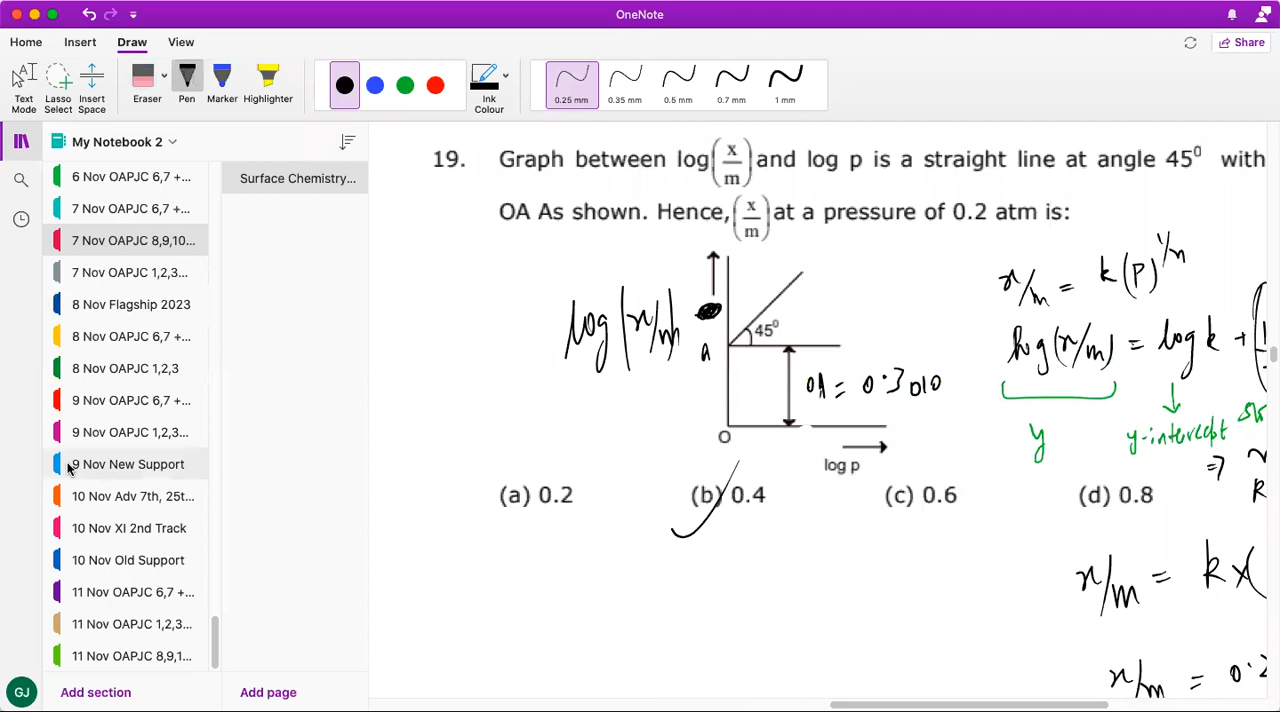 OneNote
Home Insert Draw View
Share
Text Mode
Lasso Select
Insert Space
Eraser
Pen
Marker
Highlighter
Ink Colour
0.25 mm
0.35 mm
0.5 mm
0.7 mm
1 mm
My Notebook 2
6 Nov OAPJC 6,7 +...
7 Nov OAPJC 6,7 +...
7 Nov OAPJC 8,9,10...
7 Nov OAPJC 1,2,3...
8 Nov Flagship 2023
8 Nov OAPJC 6,7 +...
8 Nov OAPJC 1,2,3
9 Nov OAPJC 6,7 +...
9 Nov OAPJC 1,2,3...
9 Nov New Support
10 Nov Adv 7th, 25t...
10 Nov XI 2nd Track
10 Nov Old Support
11 Nov OAPJC 6,7 +...
11 Nov OAPJC 1,2,3...
11 Nov OAPJC 8,9,1...
GJ
Add section
Surface Chemistry...
Add page
19. Graph between log(x/m) and log p is a straight line at angle 45⁰ with
OA As shown. Hence, (x/m) at a pressure of 0.2 atm is:
log(x/m)
A
45⁰
OA = 0.3010
O
log p
(a) 0.2 (b) 0.4 (c) 0.6 (d) 0.8
x/m = k(P)^1/n
log(x/m) = log k +
y
y-intercept
⇒
x/m = k x
x/m = 0.2